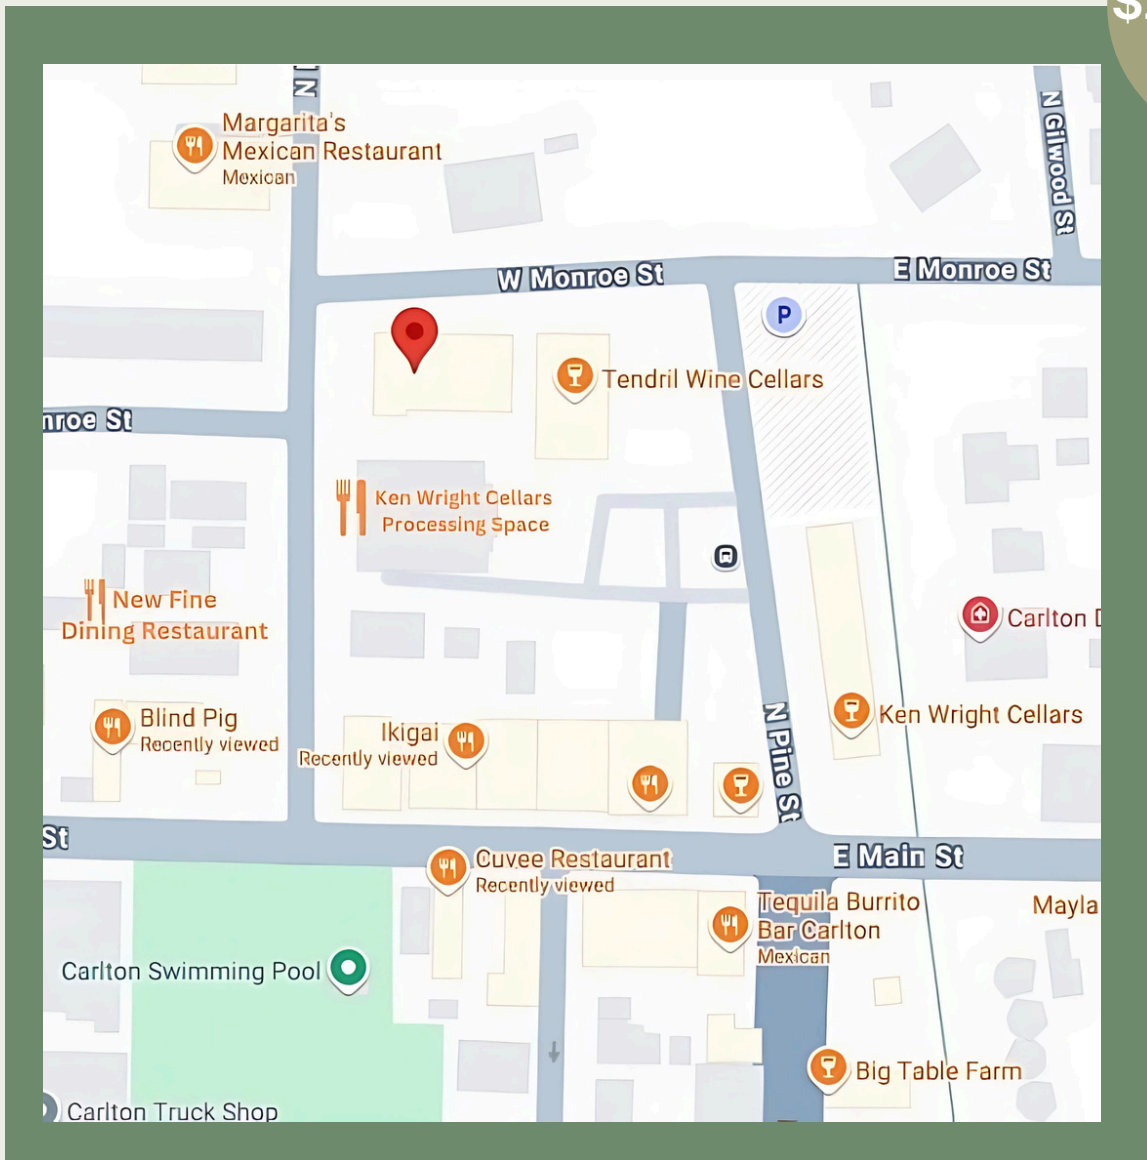 $
N
Margarita's
Mexican Restaurant
Mexican
N Gilwood St
W Monroe St
E Monroe St
P
Tendril Wine Cellars
nroe St
Ken Wright Cellars
Processing Space
New Fine
Dining Restaurant
Carlton
Blind Pig
Recently viewed
Ikigai
Recently viewed
N Pine St
Ken Wright Cellars
St
E Main St
Cuvee Restaurant
Recently viewed
Tequila Burrito
Bar Carlton
Mexican
Mayla
Carlton Swimming Pool
Big Table Farm
Carlton Truck Shop